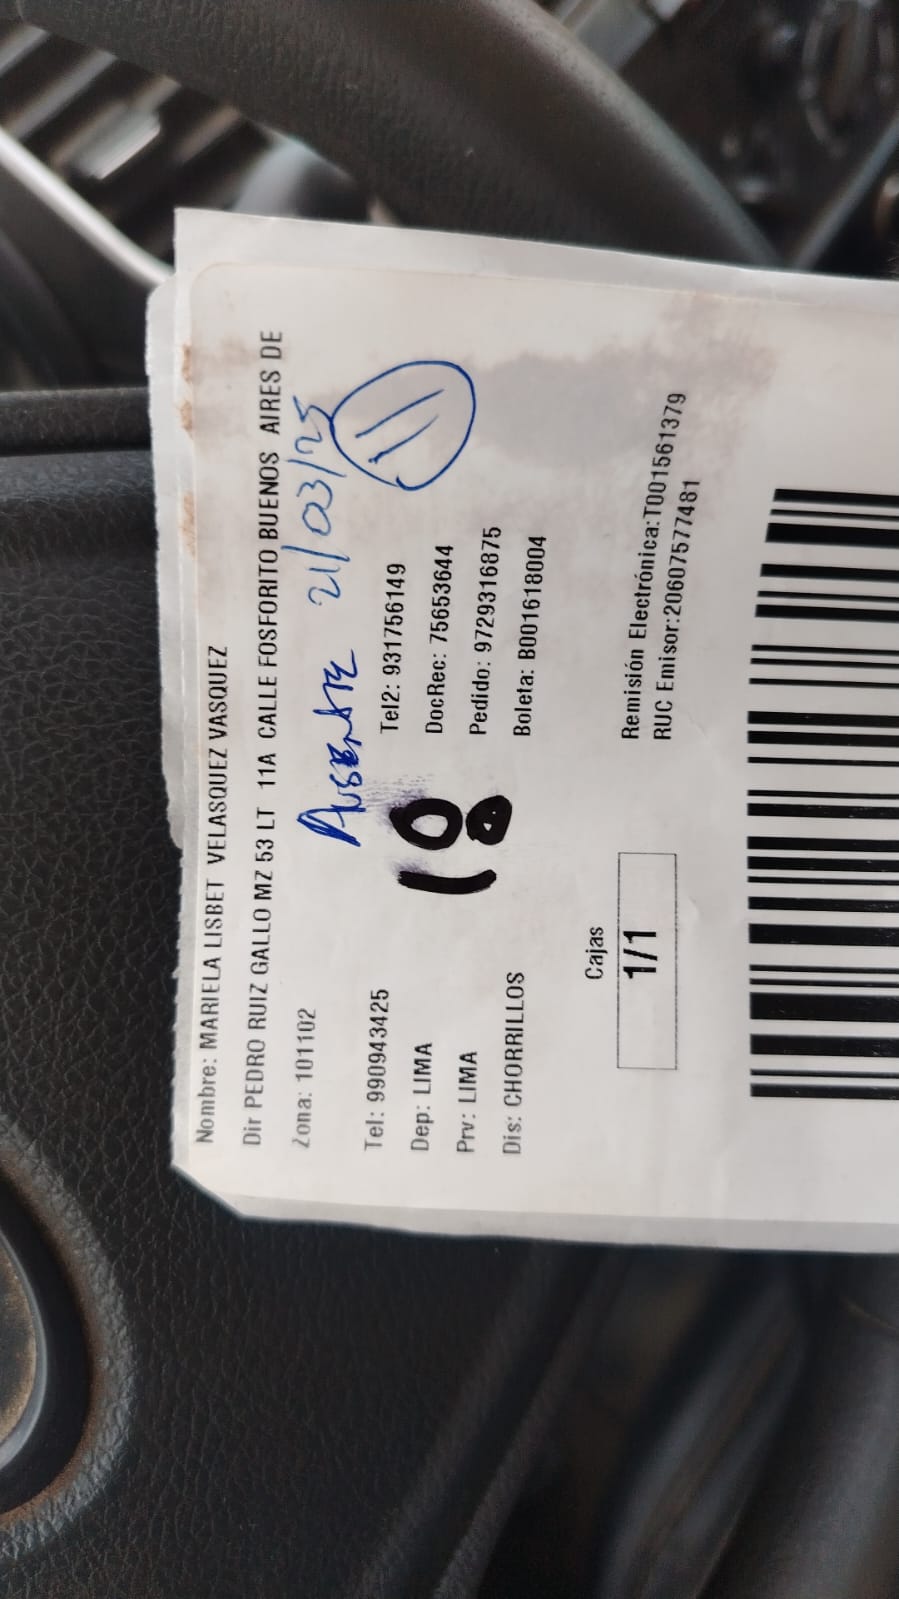 Nombre: MARIELA LISBET VELASQUEZ VASQUEZ
Dir PEDRO RUIZ GALLO MZ 53 LT 11A CALLE FOSFORITO BUENOS AIRES DE
Zona: 101102
AUSENTE 21/03/25
11
Tel: 990943425
Tel2: 931756149
Dep: LIMA
DocRec: 75653644
Prv: LIMA
Pedido: 9729316875
Dis: CHORRILLOS
Boleta: B001618004
18
Cajas
1/1
Remisión Electrónica:T001561379
RUC Emisor:20607577481